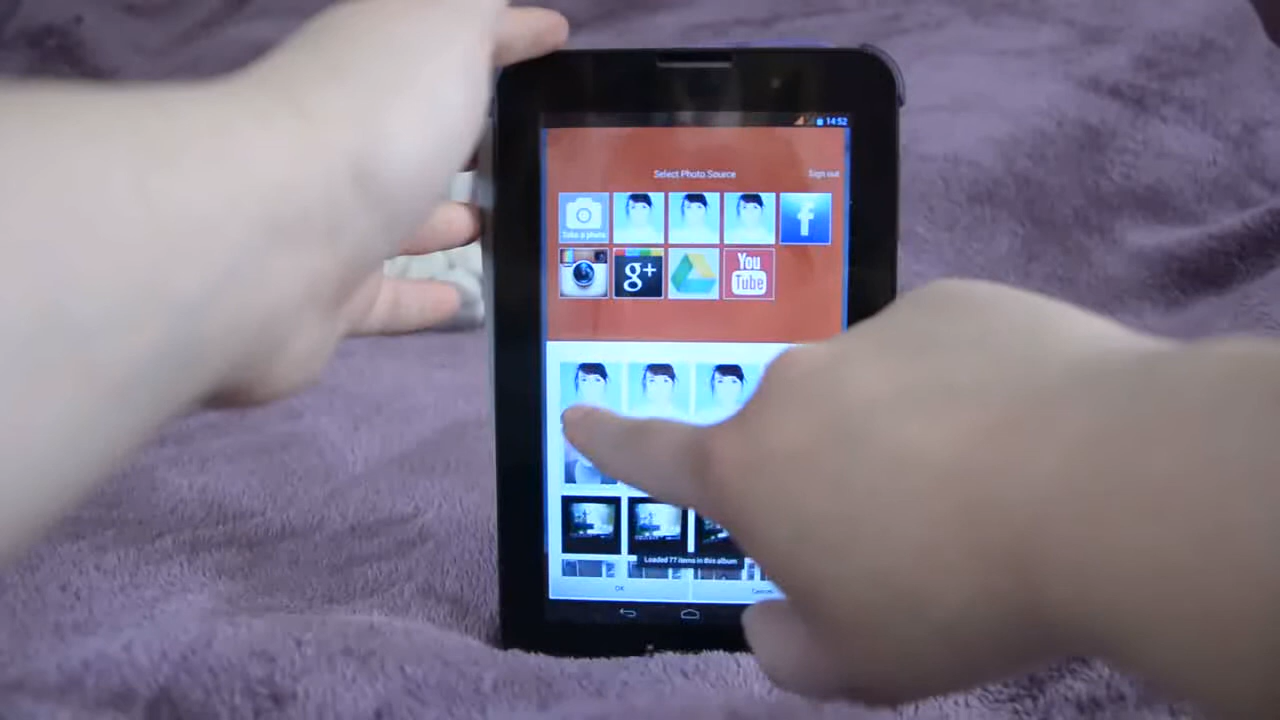 14:52
Select Photo Source
Sign out
Take a photo
f
g+
You
Tube
Loaded 77 items in this album
OK
Cancel